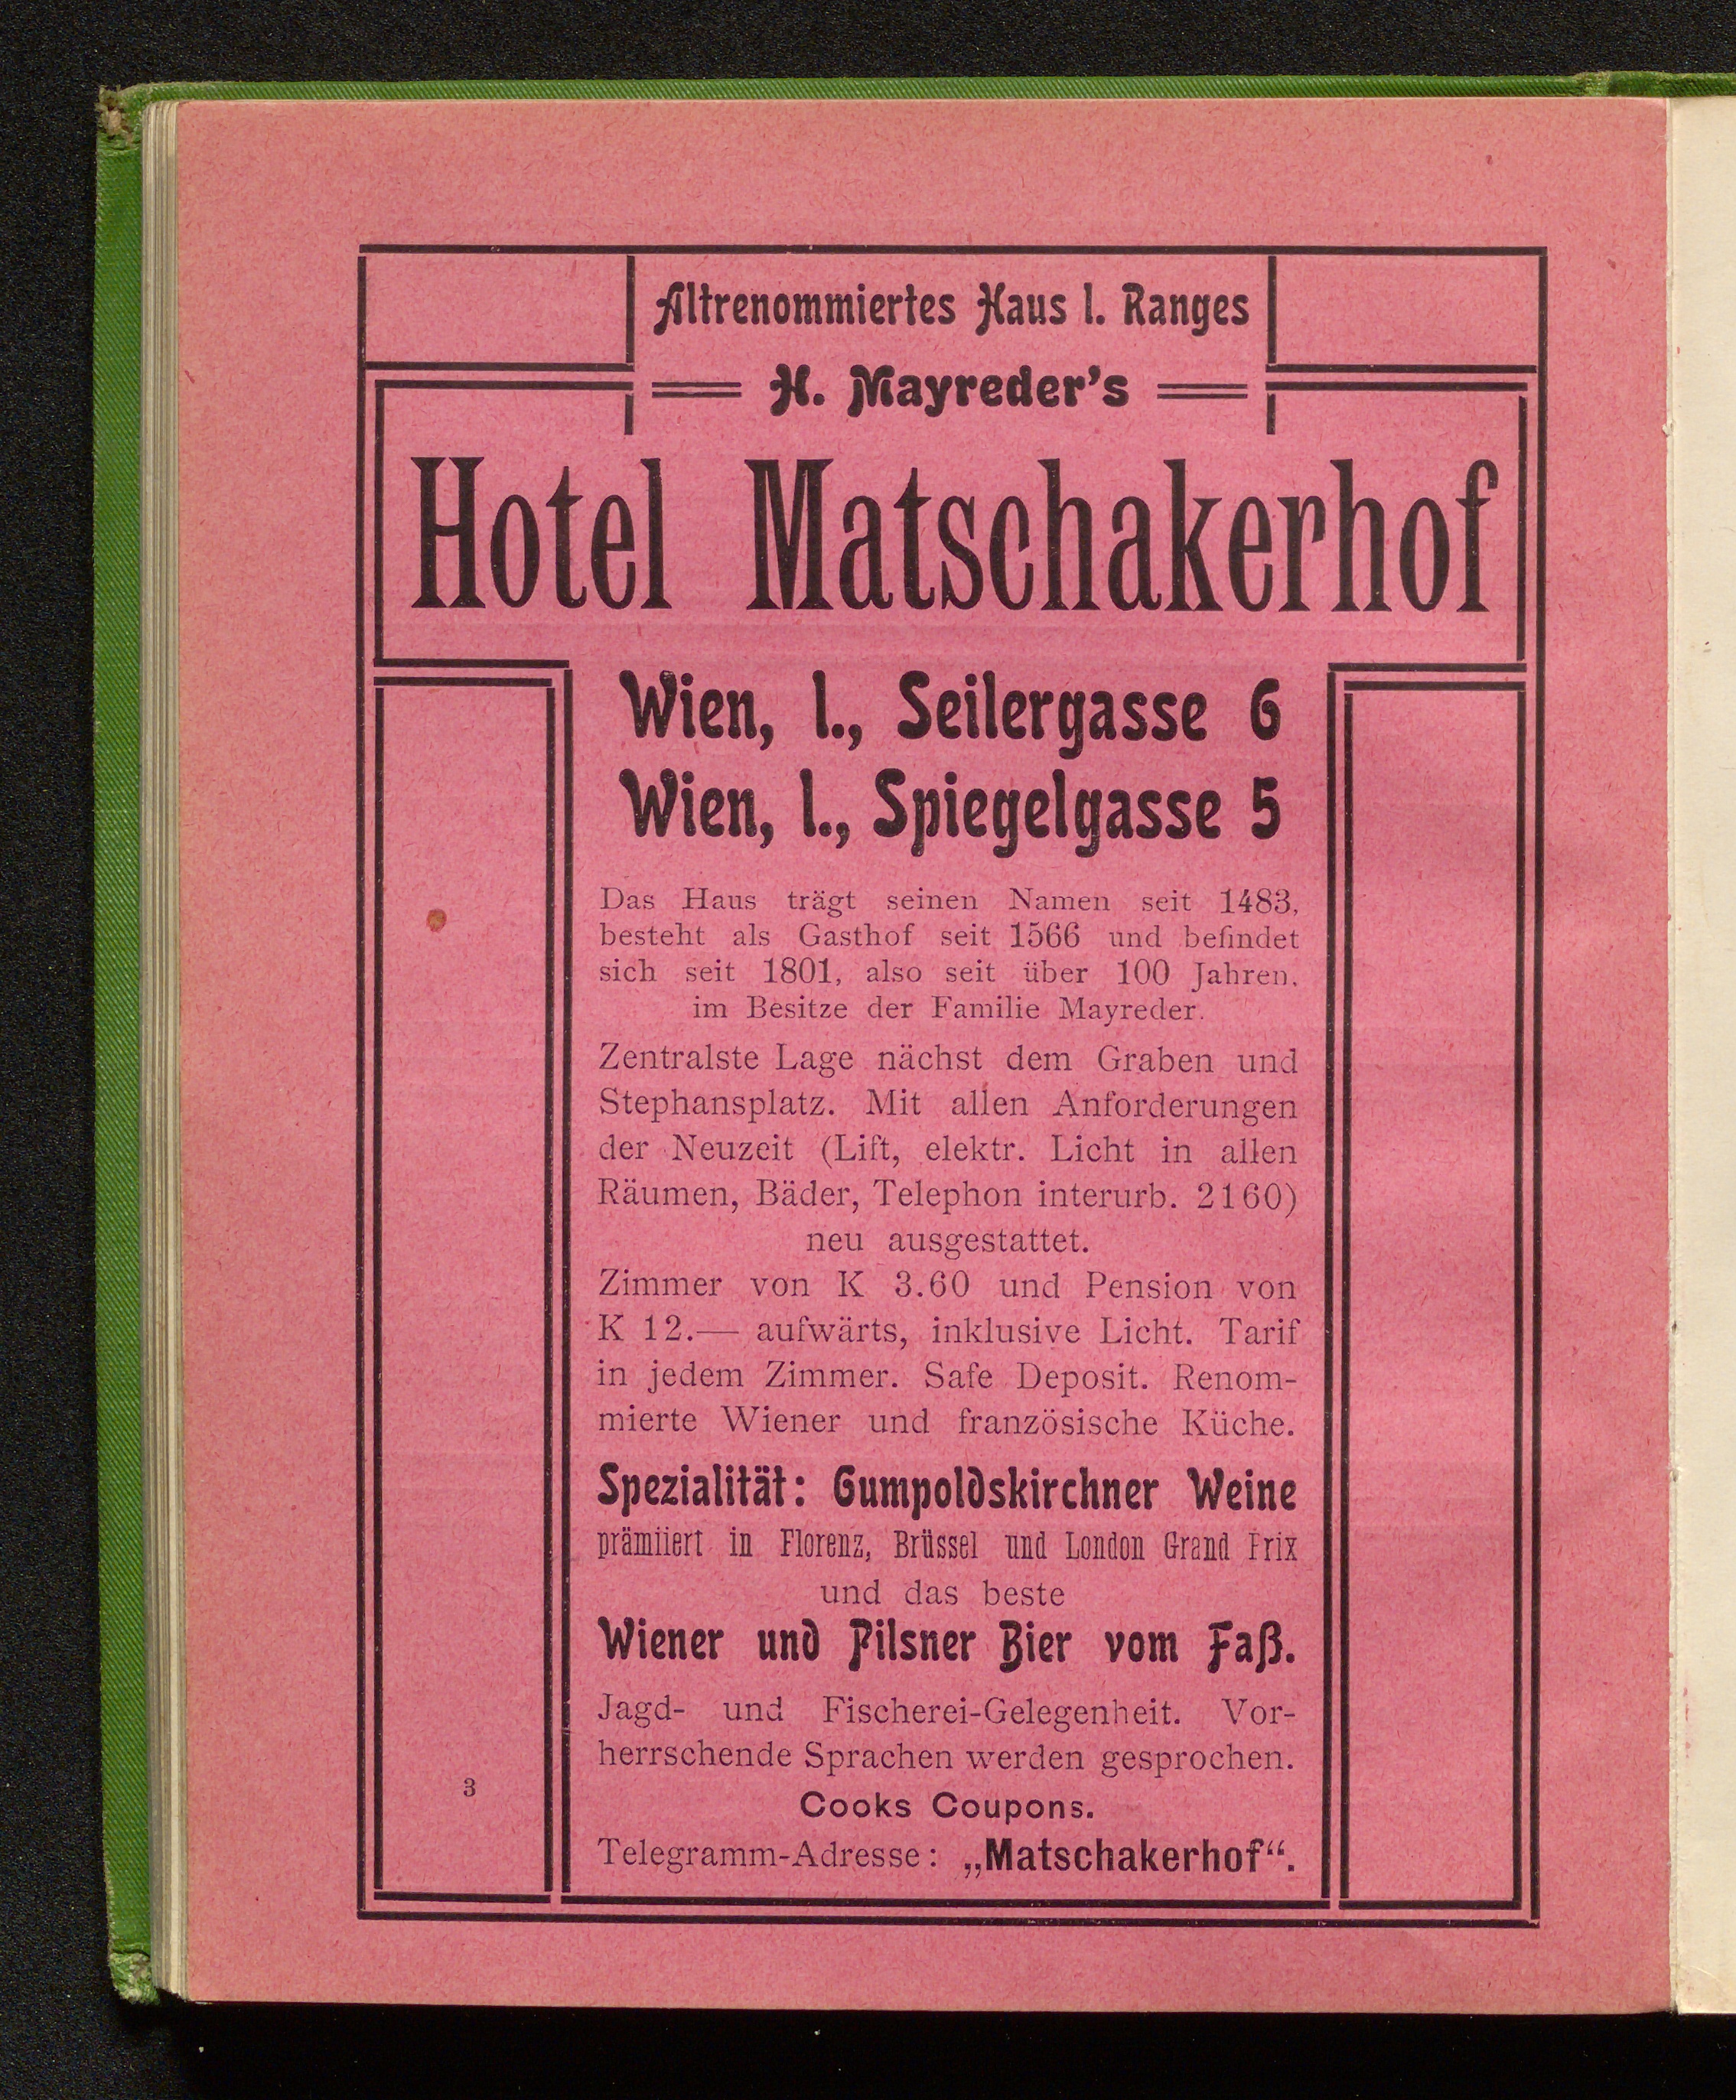 Altrenommiertes Haus I. Ranges
H. Mayreder's
Hotel Matschakerhof
Wien, I., Seilergasse 6
Wien, I., Spiegelgasse 5
Das Haus trägt seinen Namen seit 1483,
besteht als Gasthof seit 1566 und befindet
sich seit 1801, also seit über 100 Jahren,
im Besitze der Familie Mayreder.
Zentralste Lage nächst dem Graben und
Stephansplatz. Mit allen Anforderungen
der Neuzeit (Lift, elektr. Licht in allen
Räumen, Bäder, Telephon interurb. 2160)
neu ausgestattet.
Zimmer von K 3.60 und Pension von
K 12.— aufwärts, inklusive Licht. Tarif
in jedem Zimmer. Safe Deposit. Renom-
mierte Wiener und französische Küche.
Spezialität: Gumpoldskirchner Weine
prämiiert in Florenz, Brüssel und London Grand Prix
und das beste
Wiener und Pilsner Bier vom Faß.
Jagd- und Fischerei-Gelegenheit. Vor-
herrschende Sprachen werden gesprochen.
Cooks Coupons.
Telegramm-Adresse: „Matschakerhof“.
3